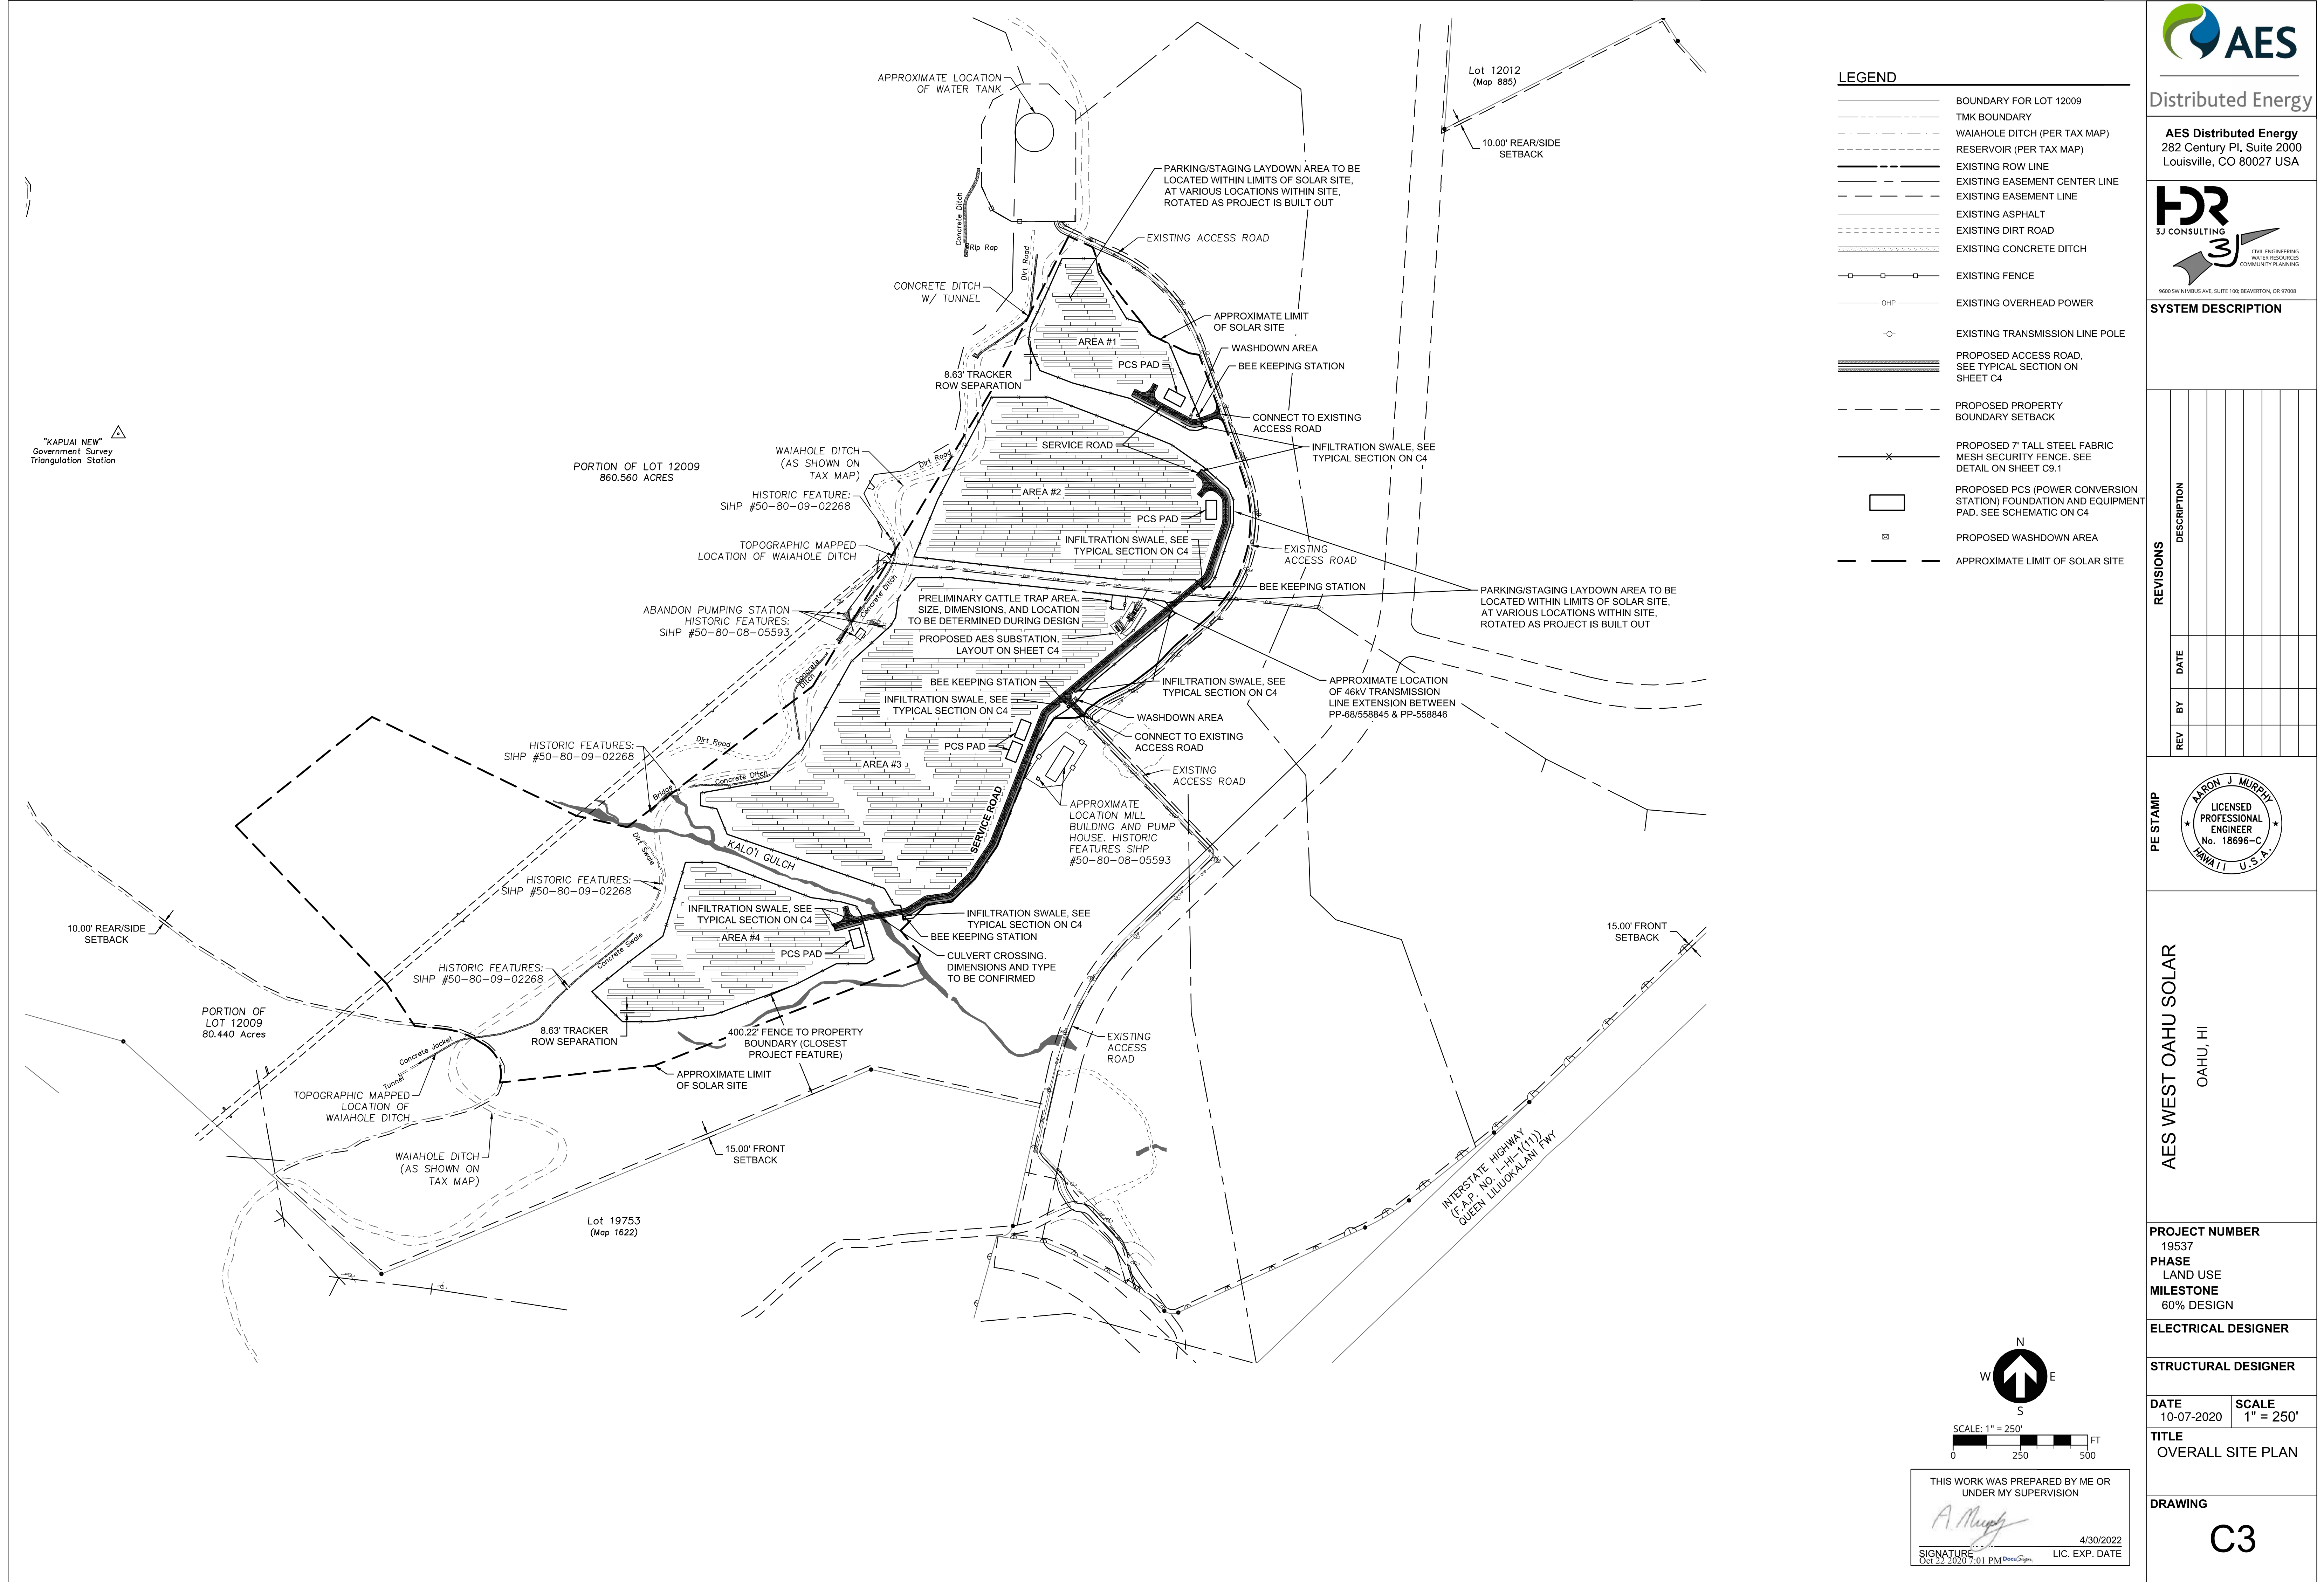 APPROXIMATE LOCATION
OF WATER TANK
Lot 12012
(Map 885)
10.00' REAR/SIDE
SETBACK
PARKING/STAGING LAYDOWN AREA TO BE
LOCATED WITHIN LIMITS OF SOLAR SITE,
AT VARIOUS LOCATIONS WITHIN SITE,
ROTATED AS PROJECT IS BUILT OUT
Concrete Ditch
Rip Rap
Dirt Road
EXISTING ACCESS ROAD
CONCRETE DITCH
W/ TUNNEL
APPROXIMATE LIMIT
OF SOLAR SITE
AREA #1
WASHDOWN AREA
PCS PAD
BEE KEEPING STATION
8.63' TRACKER
ROW SEPARATION
CONNECT TO EXISTING
ACCESS ROAD
SERVICE ROAD
INFILTRATION SWALE, SEE
TYPICAL SECTION ON C4
"KAPUAI NEW"
Government Survey
Triangulation Station
PORTION OF LOT 12009
860.560 ACRES
WAIAHOLE DITCH
(AS SHOWN ON
TAX MAP)
Dirt Road
HISTORIC FEATURE:
SIHP #50-80-09-02268
AREA #2
PCS PAD
INFILTRATION SWALE, SEE
TYPICAL SECTION ON C4
TOPOGRAPHIC MAPPED
LOCATION OF WAIAHOLE DITCH
EXISTING
ACCESS ROAD
BEE KEEPING STATION
Concrete Ditch
PRELIMINARY CATTLE TRAP AREA.
SIZE, DIMENSIONS, AND LOCATION
TO BE DETERMINED DURING DESIGN
PARKING/STAGING LAYDOWN AREA TO BE
LOCATED WITHIN LIMITS OF SOLAR SITE,
AT VARIOUS LOCATIONS WITHIN SITE,
ROTATED AS PROJECT IS BUILT OUT
ABANDON PUMPING STATION
HISTORIC FEATURES:
SIHP #50-80-08-05593
PROPOSED AES SUBSTATION,
LAYOUT ON SHEET C4
Concrete
Ditch
BEE KEEPING STATION
INFILTRATION SWALE, SEE
TYPICAL SECTION ON C4
INFILTRATION SWALE, SEE
TYPICAL SECTION ON C4
APPROXIMATE LOCATION
OF 46kV TRANSMISSION
LINE EXTENSION BETWEEN
PP-68/558845 & PP-558846
WASHDOWN AREA
CONNECT TO EXISTING
ACCESS ROAD
PCS PAD
AREA #3
Dirt Road
HISTORIC FEATURES:
SIHP #50-80-09-02268
Concrete Ditch
Bridge
EXISTING
ACCESS ROAD
SERVICE ROAD
APPROXIMATE
LOCATION MILL
BUILDING AND PUMP
HOUSE. HISTORIC
FEATURES SIHP
#50-80-08-05593
Dirt Swale
KALO'I GULCH
HISTORIC FEATURES:
SIHP #50-80-09-02268
INFILTRATION SWALE, SEE
TYPICAL SECTION ON C4
AREA #4
PCS PAD
INFILTRATION SWALE, SEE
TYPICAL SECTION ON C4
BEE KEEPING STATION
CULVERT CROSSING.
DIMENSIONS AND TYPE
TO BE CONFIRMED
10.00' REAR/SIDE
SETBACK
15.00' FRONT
SETBACK
Concrete Swale
HISTORIC FEATURES:
SIHP #50-80-09-02268
PORTION OF
LOT 12009
80.440 Acres
8.63' TRACKER
ROW SEPARATION
400.22' FENCE TO PROPERTY
BOUNDARY (CLOSEST
PROJECT FEATURE)
EXISTING
ACCESS
ROAD
Concrete Jacket
Tunnel
APPROXIMATE LIMIT
OF SOLAR SITE
TOPOGRAPHIC MAPPED
LOCATION OF
WAIAHOLE DITCH
15.00' FRONT
SETBACK
WAIAHOLE DITCH
(AS SHOWN ON
TAX MAP)
INTERSTATE HIGHWAY
(F.A.P. NO. I-HI-1(11))
QUEEN LILIUOKALANI FWY
Lot 19753
(Map 1622)
LEGEND
BOUNDARY FOR LOT 12009
TMK BOUNDARY
WAIAHOLE DITCH (PER TAX MAP)
RESERVOIR (PER TAX MAP)
EXISTING ROW LINE
EXISTING EASEMENT CENTER LINE
EXISTING EASEMENT LINE
EXISTING ASPHALT
EXISTING DIRT ROAD
EXISTING CONCRETE DITCH
EXISTING FENCE
OHP
EXISTING OVERHEAD POWER
EXISTING TRANSMISSION LINE POLE
PROPOSED ACCESS ROAD,
SEE TYPICAL SECTION ON
SHEET C4
PROPOSED PROPERTY
BOUNDARY SETBACK
X
PROPOSED 7' TALL STEEL FABRIC
MESH SECURITY FENCE. SEE
DETAIL ON SHEET C9.1
PROPOSED PCS (POWER CONVERSION
STATION) FOUNDATION AND EQUIPMENT
PAD. SEE SCHEMATIC ON C4
PROPOSED WASHDOWN AREA
APPROXIMATE LIMIT OF SOLAR SITE
N
W
E
S
SCALE: 1" = 250'
FT
0 250 500
THIS WORK WAS PREPARED BY ME OR
UNDER MY SUPERVISION
A Murphy
4/30/2022
SIGNATURE
LIC. EXP. DATE
Oct 22 2020 7:01 PM DocuSign
AES
Distributed Energy
AES Distributed Energy
282 Century Pl. Suite 2000
Louisville, CO 80027 USA
HDR
3J CONSULTING
3J
CIVIL ENGINEERING
WATER RESOURCES
COMMUNITY PLANNING
9600 SW NIMBUS AVE, SUITE 100; BEAVERTON, OR 97008
SYSTEM DESCRIPTION
REVISIONS
DESCRIPTION
DATE
BY
REV
PE STAMP
AARON J MURPHY
LICENSED
PROFESSIONAL
ENGINEER
No. 18696-C
HAWAII U.S.A.
AES WEST OAHU SOLAR
OAHU, HI
PROJECT NUMBER
19537
PHASE
LAND USE
MILESTONE
60% DESIGN
ELECTRICAL DESIGNER
STRUCTURAL DESIGNER
DATE
10-07-2020
SCALE
1" = 250'
TITLE
OVERALL SITE PLAN
DRAWING
C3